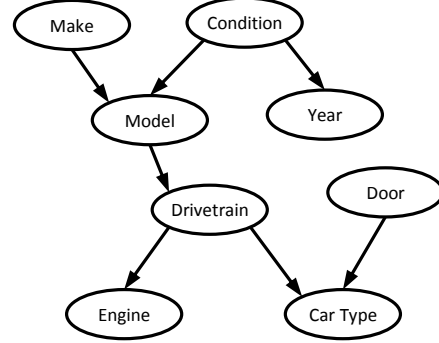 Make
Condition
Model
Year
Drivetrain
Door
Engine
Car Type